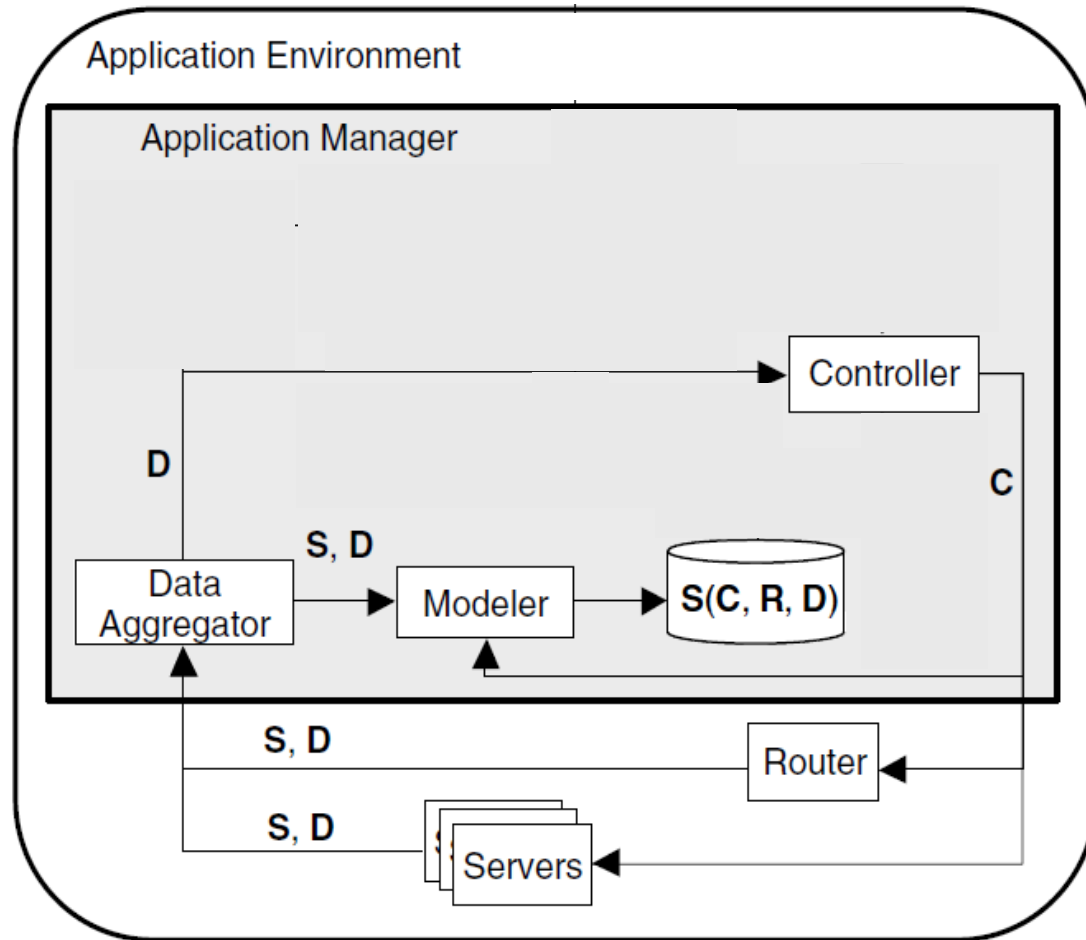 Application Environment
Application Manager
Controller
D
C
S, D
Data
Aggregator
Modeler
S(C, R, D)
S, D
Router
S, D
Servers